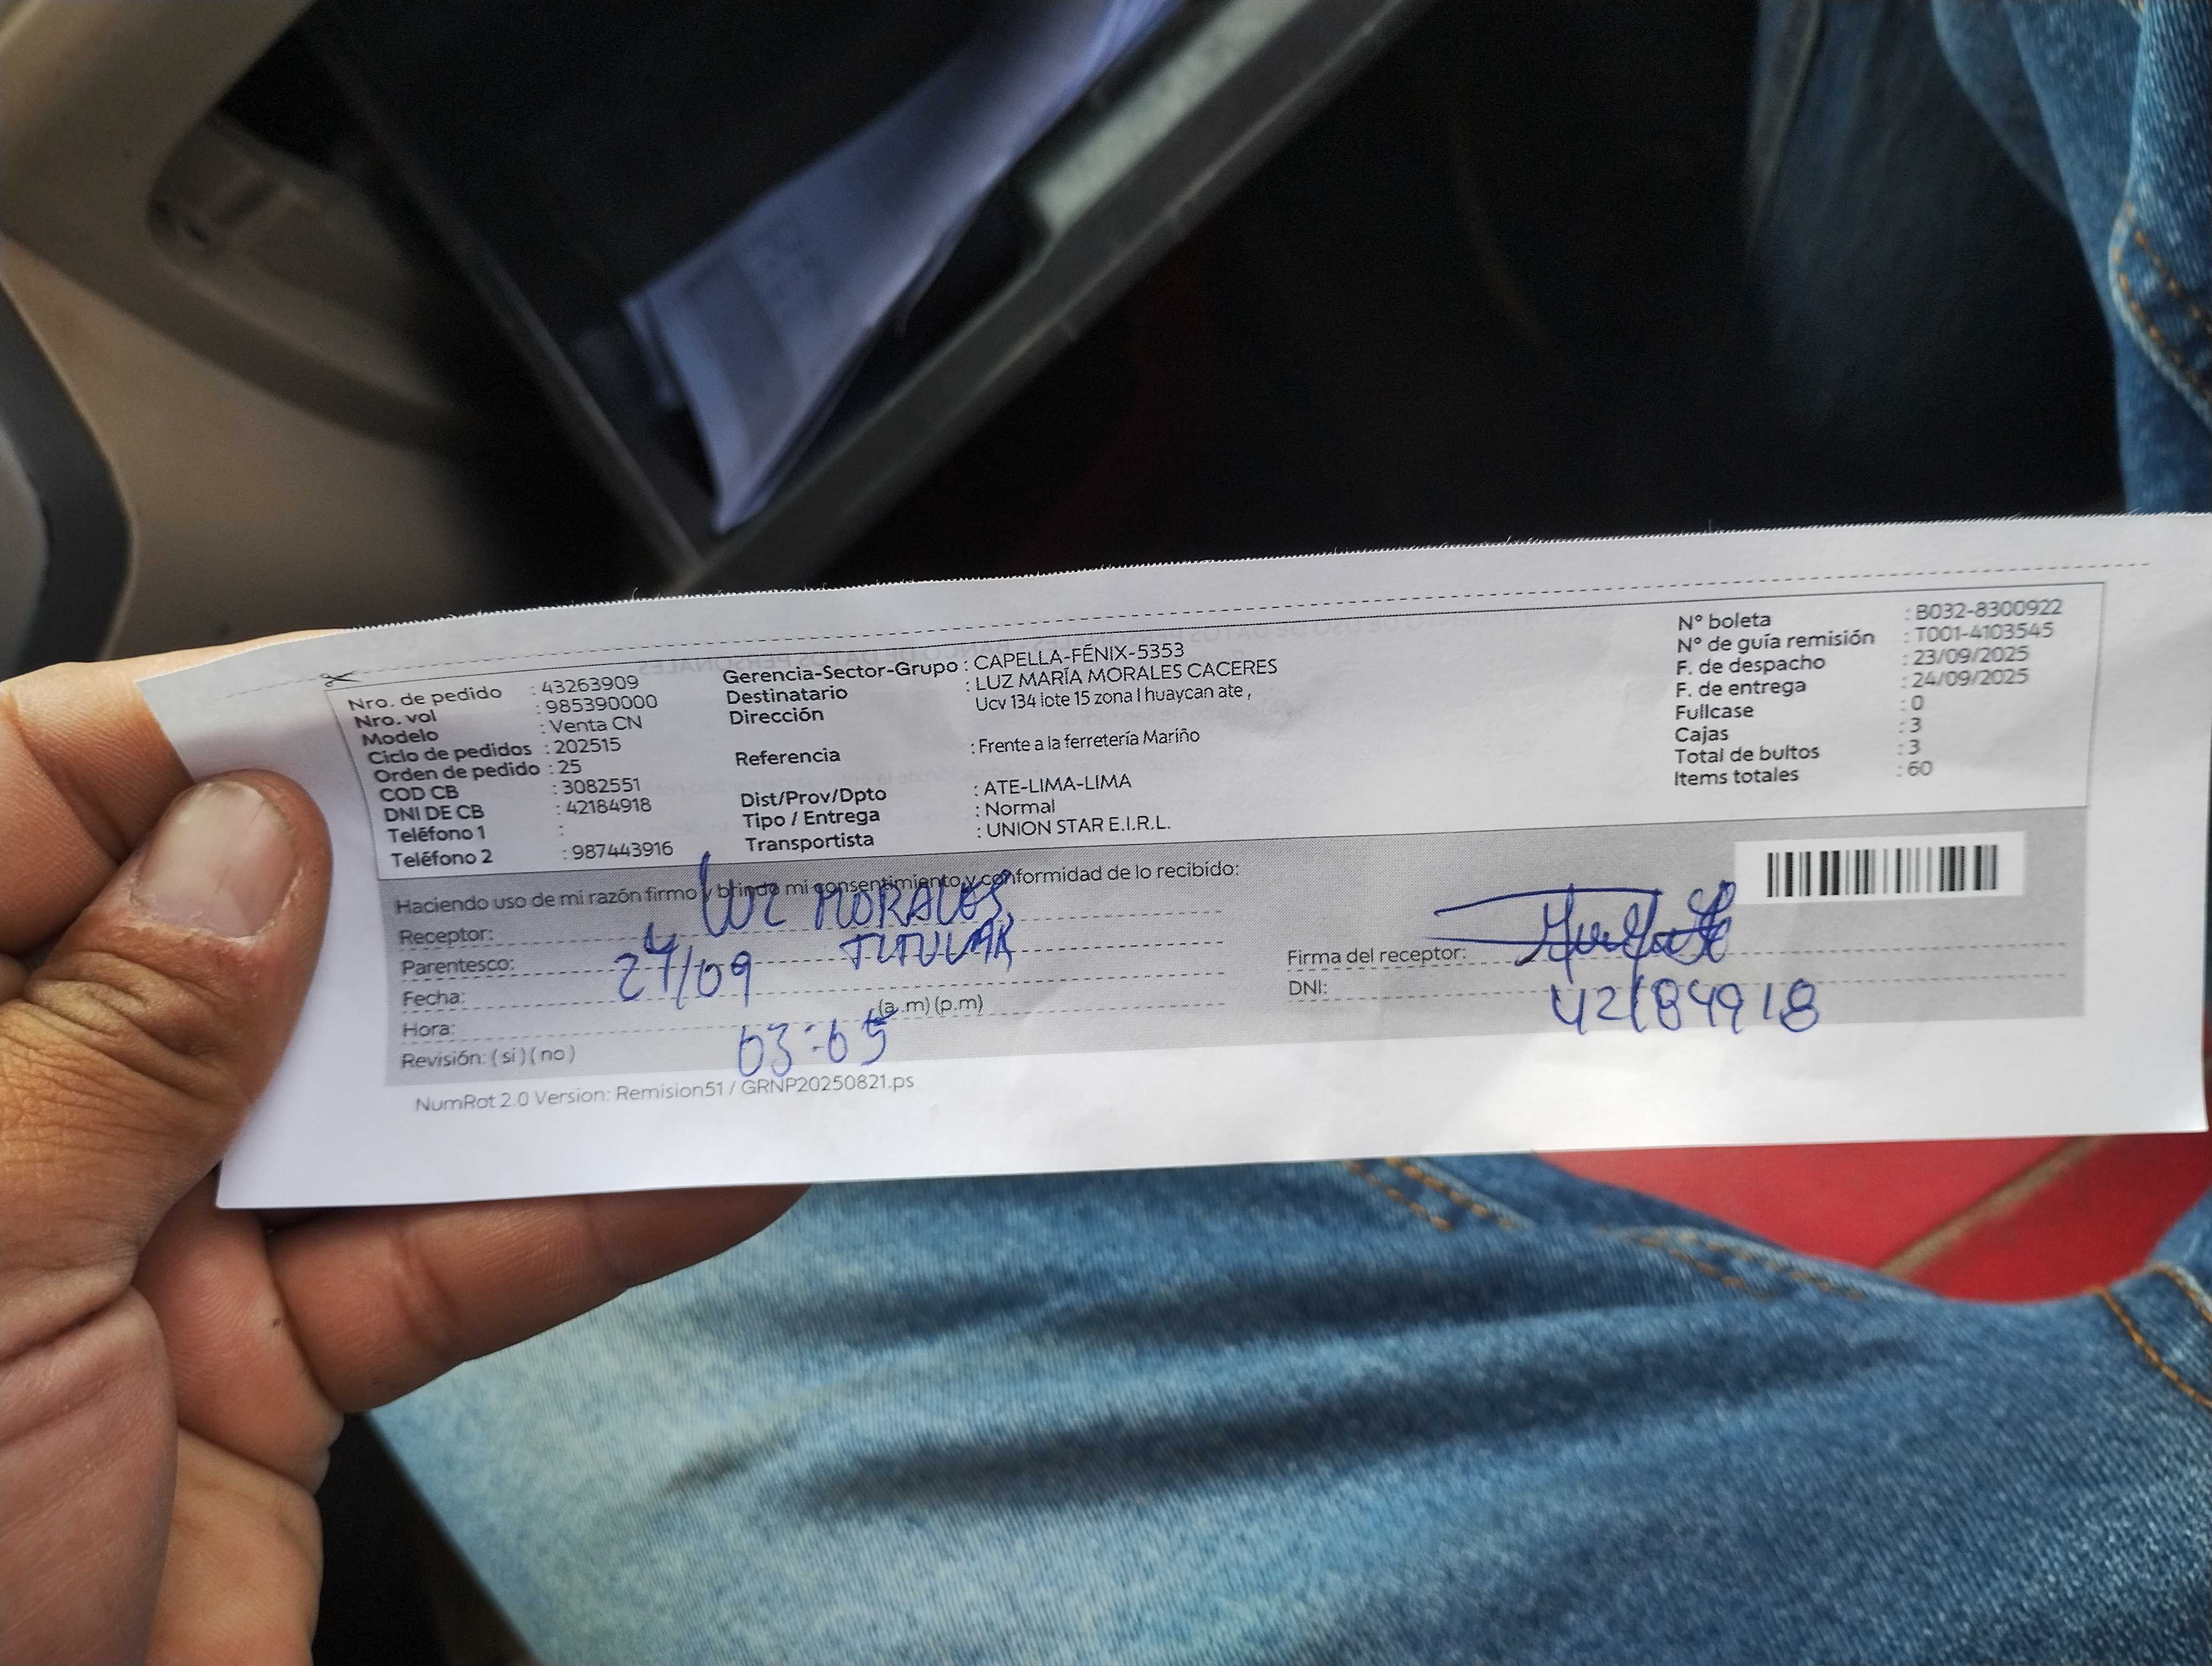 Nro. de pedido : 43263909
Nro. vol : 985390000
Modelo : Venta CN
Ciclo de pedidos : 202515
Orden de pedido : 25
COD CB : 3082551
DNI DE CB : 42184918
Teléfono 1 :
Teléfono 2 : 987443916
Gerencia-Sector-Grupo : CAPELLA-FÉNIX-5353
Destinatario : LUZ MARÍA MORALES CACERES
Dirección Ucv 134 lote 15 zona I huaycan ate ,
Referencia : Frente a la ferretería Mariño
Dist/Prov/Dpto : ATE-LIMA-LIMA
Tipo / Entrega : Normal
Transportista : UNION STAR E.I.R.L.
Nº boleta : B032-8300922
Nº de guía remisión : T001-4103545
F. de despacho : 23/09/2025
F. de entrega : 24/09/2025
Fullcase : 0
Cajas : 3
Total de bultos : 3
Items totales : 60
Haciendo uso de mi razón firmo y brindo mi consentimiento y conformidad de lo recibido:
Receptor: LUZ MORALES
Parentesco: TITULAR
Fecha: 24/09
Hora: 03:05 (a.m) (p.m)
Revisión: ( si ) ( no )
Firma del receptor:
DNI: 42184918
NumRot 2.0 Version: Remision51 / GRNP20250821.ps